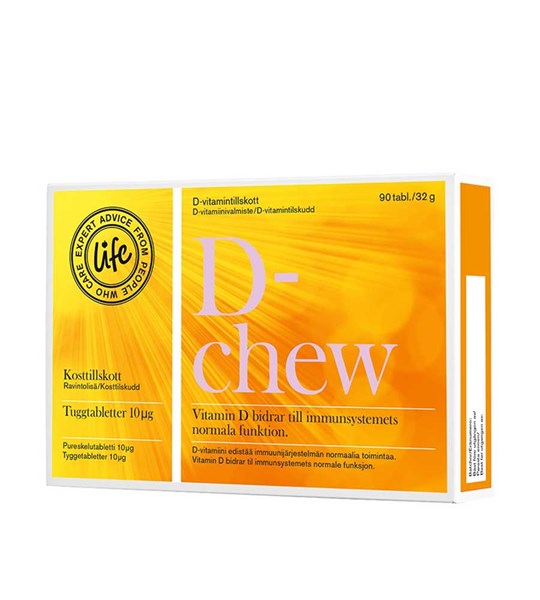 EXPERT ADVICE FROM PEOPLE WHO CARE
life
Kosttillskott
Ravintolisä/Kosttilskudd
Tuggtabletter 10µg
Pureskelutabletti 10µg
Tyggetabletter 10µg
D-vitamintillskott
D-vitamiinivalmiste/D-vitamintilskudd
90 tabl./32 g
D-
chew
Vitamin D bidrar till immunsystemets
normala funktion.
D-vitamiini edistää immuunijärjestelmän normaalia toimintaa.
Vitamin D bidrar til immunsystemets normale funksjon.